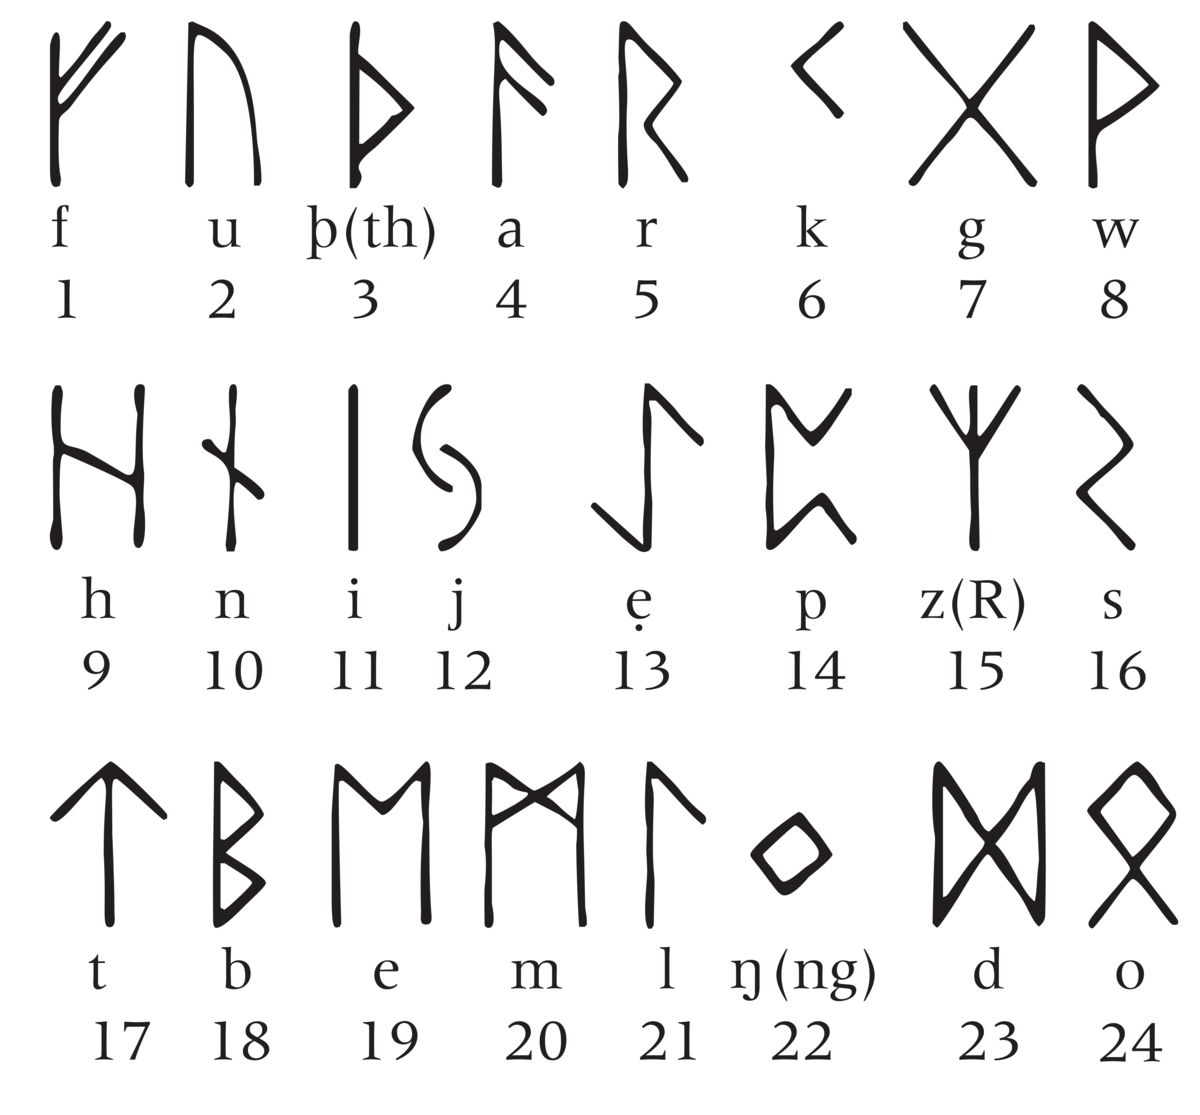 ᚠ ᚢ ᚦ ᚨ ᚱ ᚲ ᚷ ᚹ
f u þ(th) a r k g w
1 2 3 4 5 6 7 8
ᚺ ᚾ ᛁ ᛃ ᛇ ᛈ ᛉ ᛊ
h n i j ẹ p z(R) s
9 10 11 12 13 14 15 16
ᛏ ᛒ ᛖ ᛗ ᛚ ᛜ ᛞ ᛟ
t b e m l ŋ(ng) d o
17 18 19 20 21 22 23 24